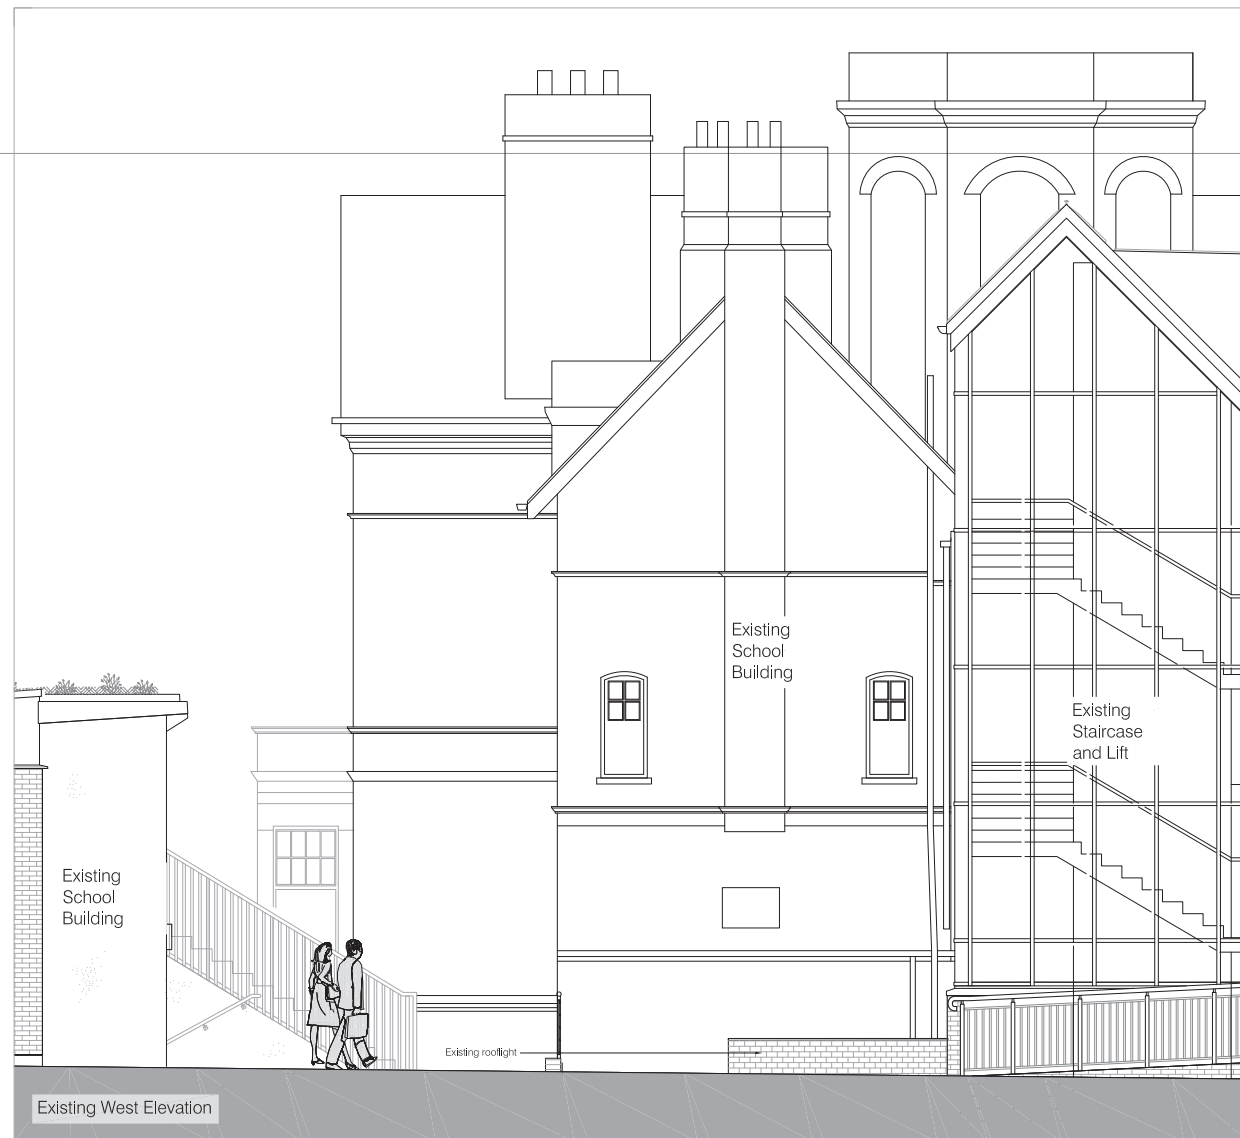 Existing
School
Building
Existing
Staircase
and Lift
Existing
School
Building
Existing rooflight
Existing West Elevation